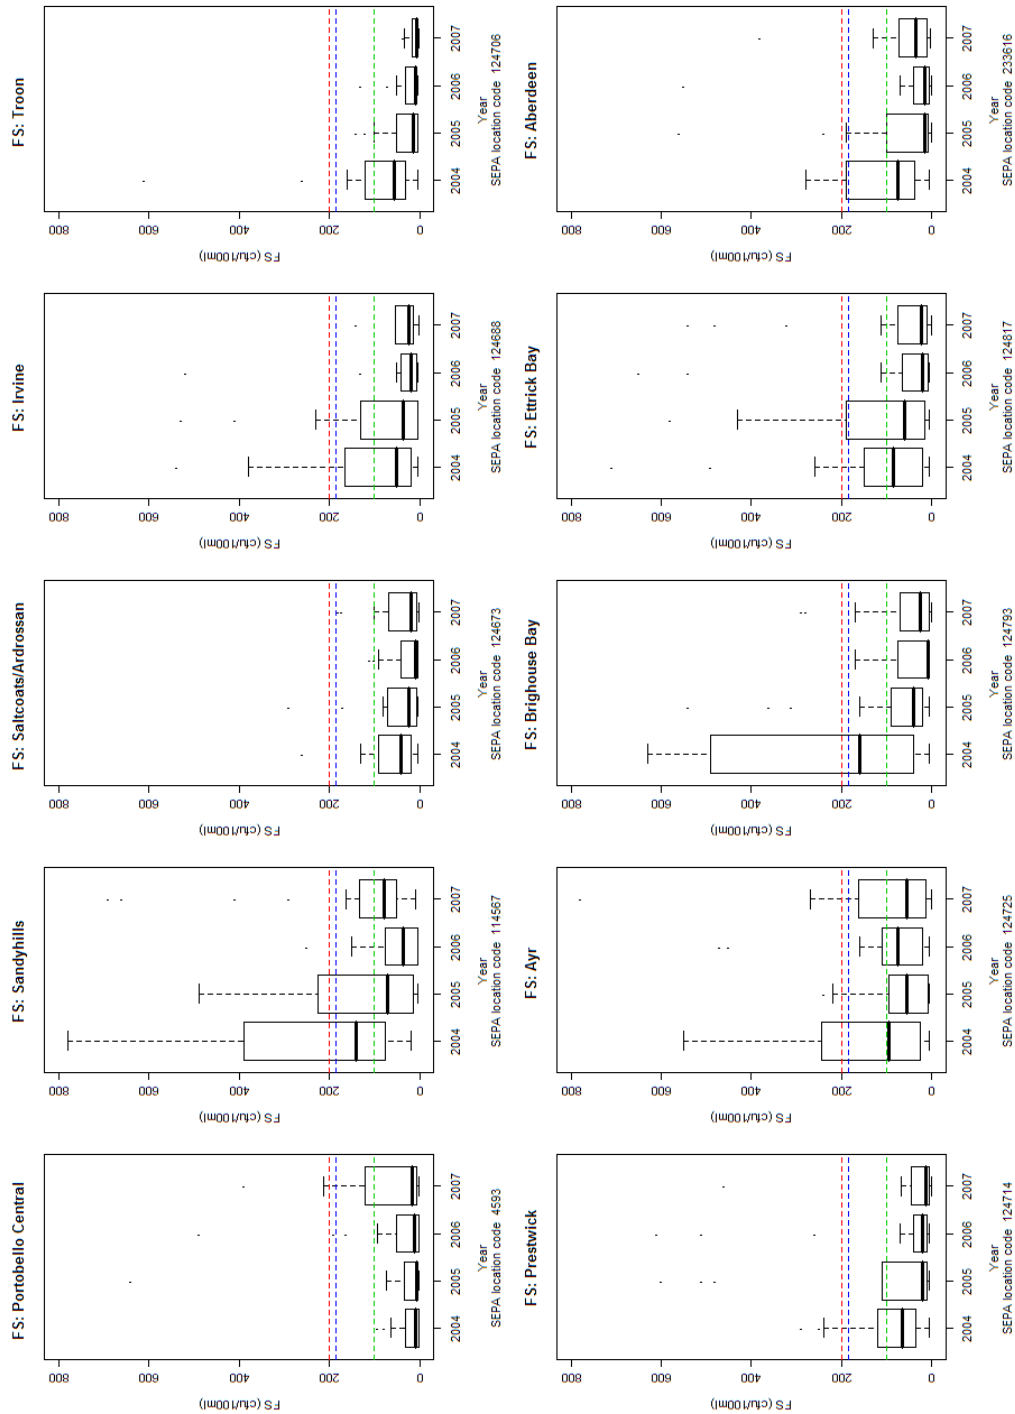 FS: Portobello Central
800
600
400
200
0
FS (cfu/100ml)
2004 2005 2006 2007
Year
SEPA location code 4593
FS: Sandyhills
800
600
400
200
0
FS (cfu/100ml)
2004 2005 2006 2007
Year
SEPA location code 114567
FS: Saltcoats/Ardrossan
800
600
400
200
0
FS (cfu/100ml)
2004 2005 2006 2007
Year
SEPA location code 124673
FS: Irvine
800
600
400
200
0
FS (cfu/100ml)
2004 2005 2006 2007
Year
SEPA location code 124688
FS: Troon
800
600
400
200
0
FS (cfu/100ml)
2004 2005 2006 2007
Year
SEPA location code 124706
FS: Prestwick
800
600
400
200
0
FS (cfu/100ml)
2004 2005 2006 2007
Year
SEPA location code 124714
FS: Ayr
800
600
400
200
0
FS (cfu/100ml)
2004 2005 2006 2007
Year
SEPA location code 124725
FS: Brighouse Bay
800
600
400
200
0
FS (cfu/100ml)
2004 2005 2006 2007
Year
SEPA location code 124793
FS: Ettrick Bay
800
600
400
200
0
FS (cfu/100ml)
2004 2005 2006 2007
Year
SEPA location code 124817
FS: Aberdeen
800
600
400
200
0
FS (cfu/100ml)
2004 2005 2006 2007
Year
SEPA location code 233616